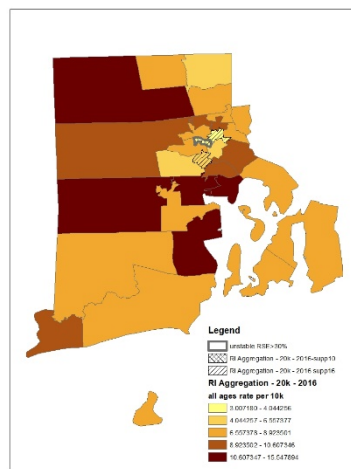 Legend
unstable RSE>30%
RI Aggregation - 20k - 2016-supp10
RI Aggregation - 20k - 2016 supp16
RI Aggregation - 20k - 2016
all ages rate per 10k
3.007180 - 4.044256
4.044257 - 6.557377
6.557378 - 8.923501
8.923502 - 10.607346
10.607347 - 15.547894